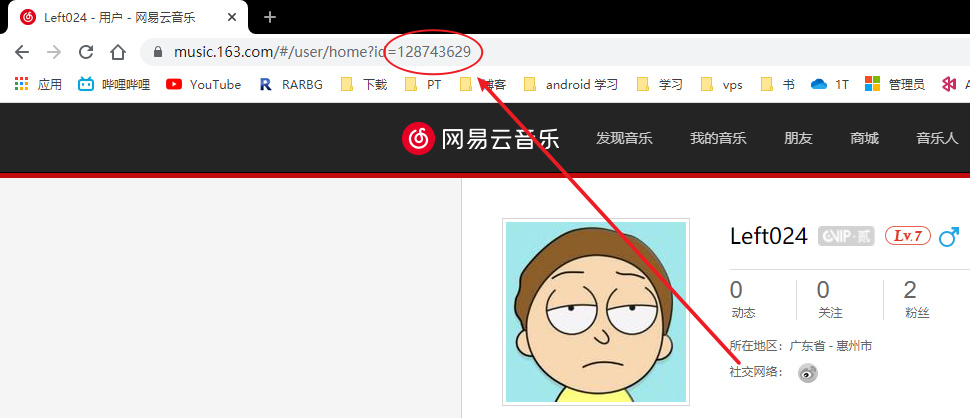 Left024 - 用户 - 网易云音乐
music.163.com/#/user/home?id=128743629
应用 哔哩哔哩 YouTube RARBG 下载 PT 博客 android 学习 学习 vps 书 1T 管理员
网易云音乐 发现音乐 我的音乐 朋友 商城 音乐人
Left024 VIP·贰 Lv.7
0 0 2
动态 关注 粉丝
所在地区：广东省 - 惠州市
社交网络：